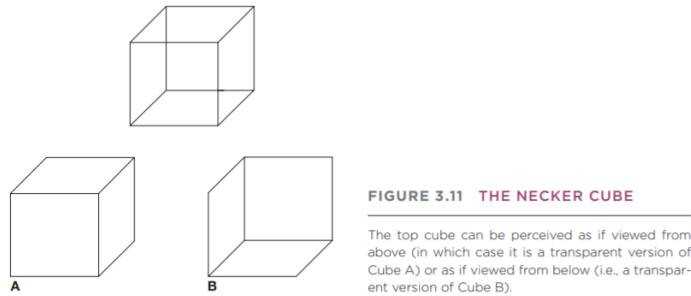 A
B
FIGURE 3.11 THE NECKER CUBE
The top cube can be perceived as if viewed from
above (in which case it is a transparent version of
Cube A) or as if viewed from below (i.e., a transpar-
ent version of Cube B).